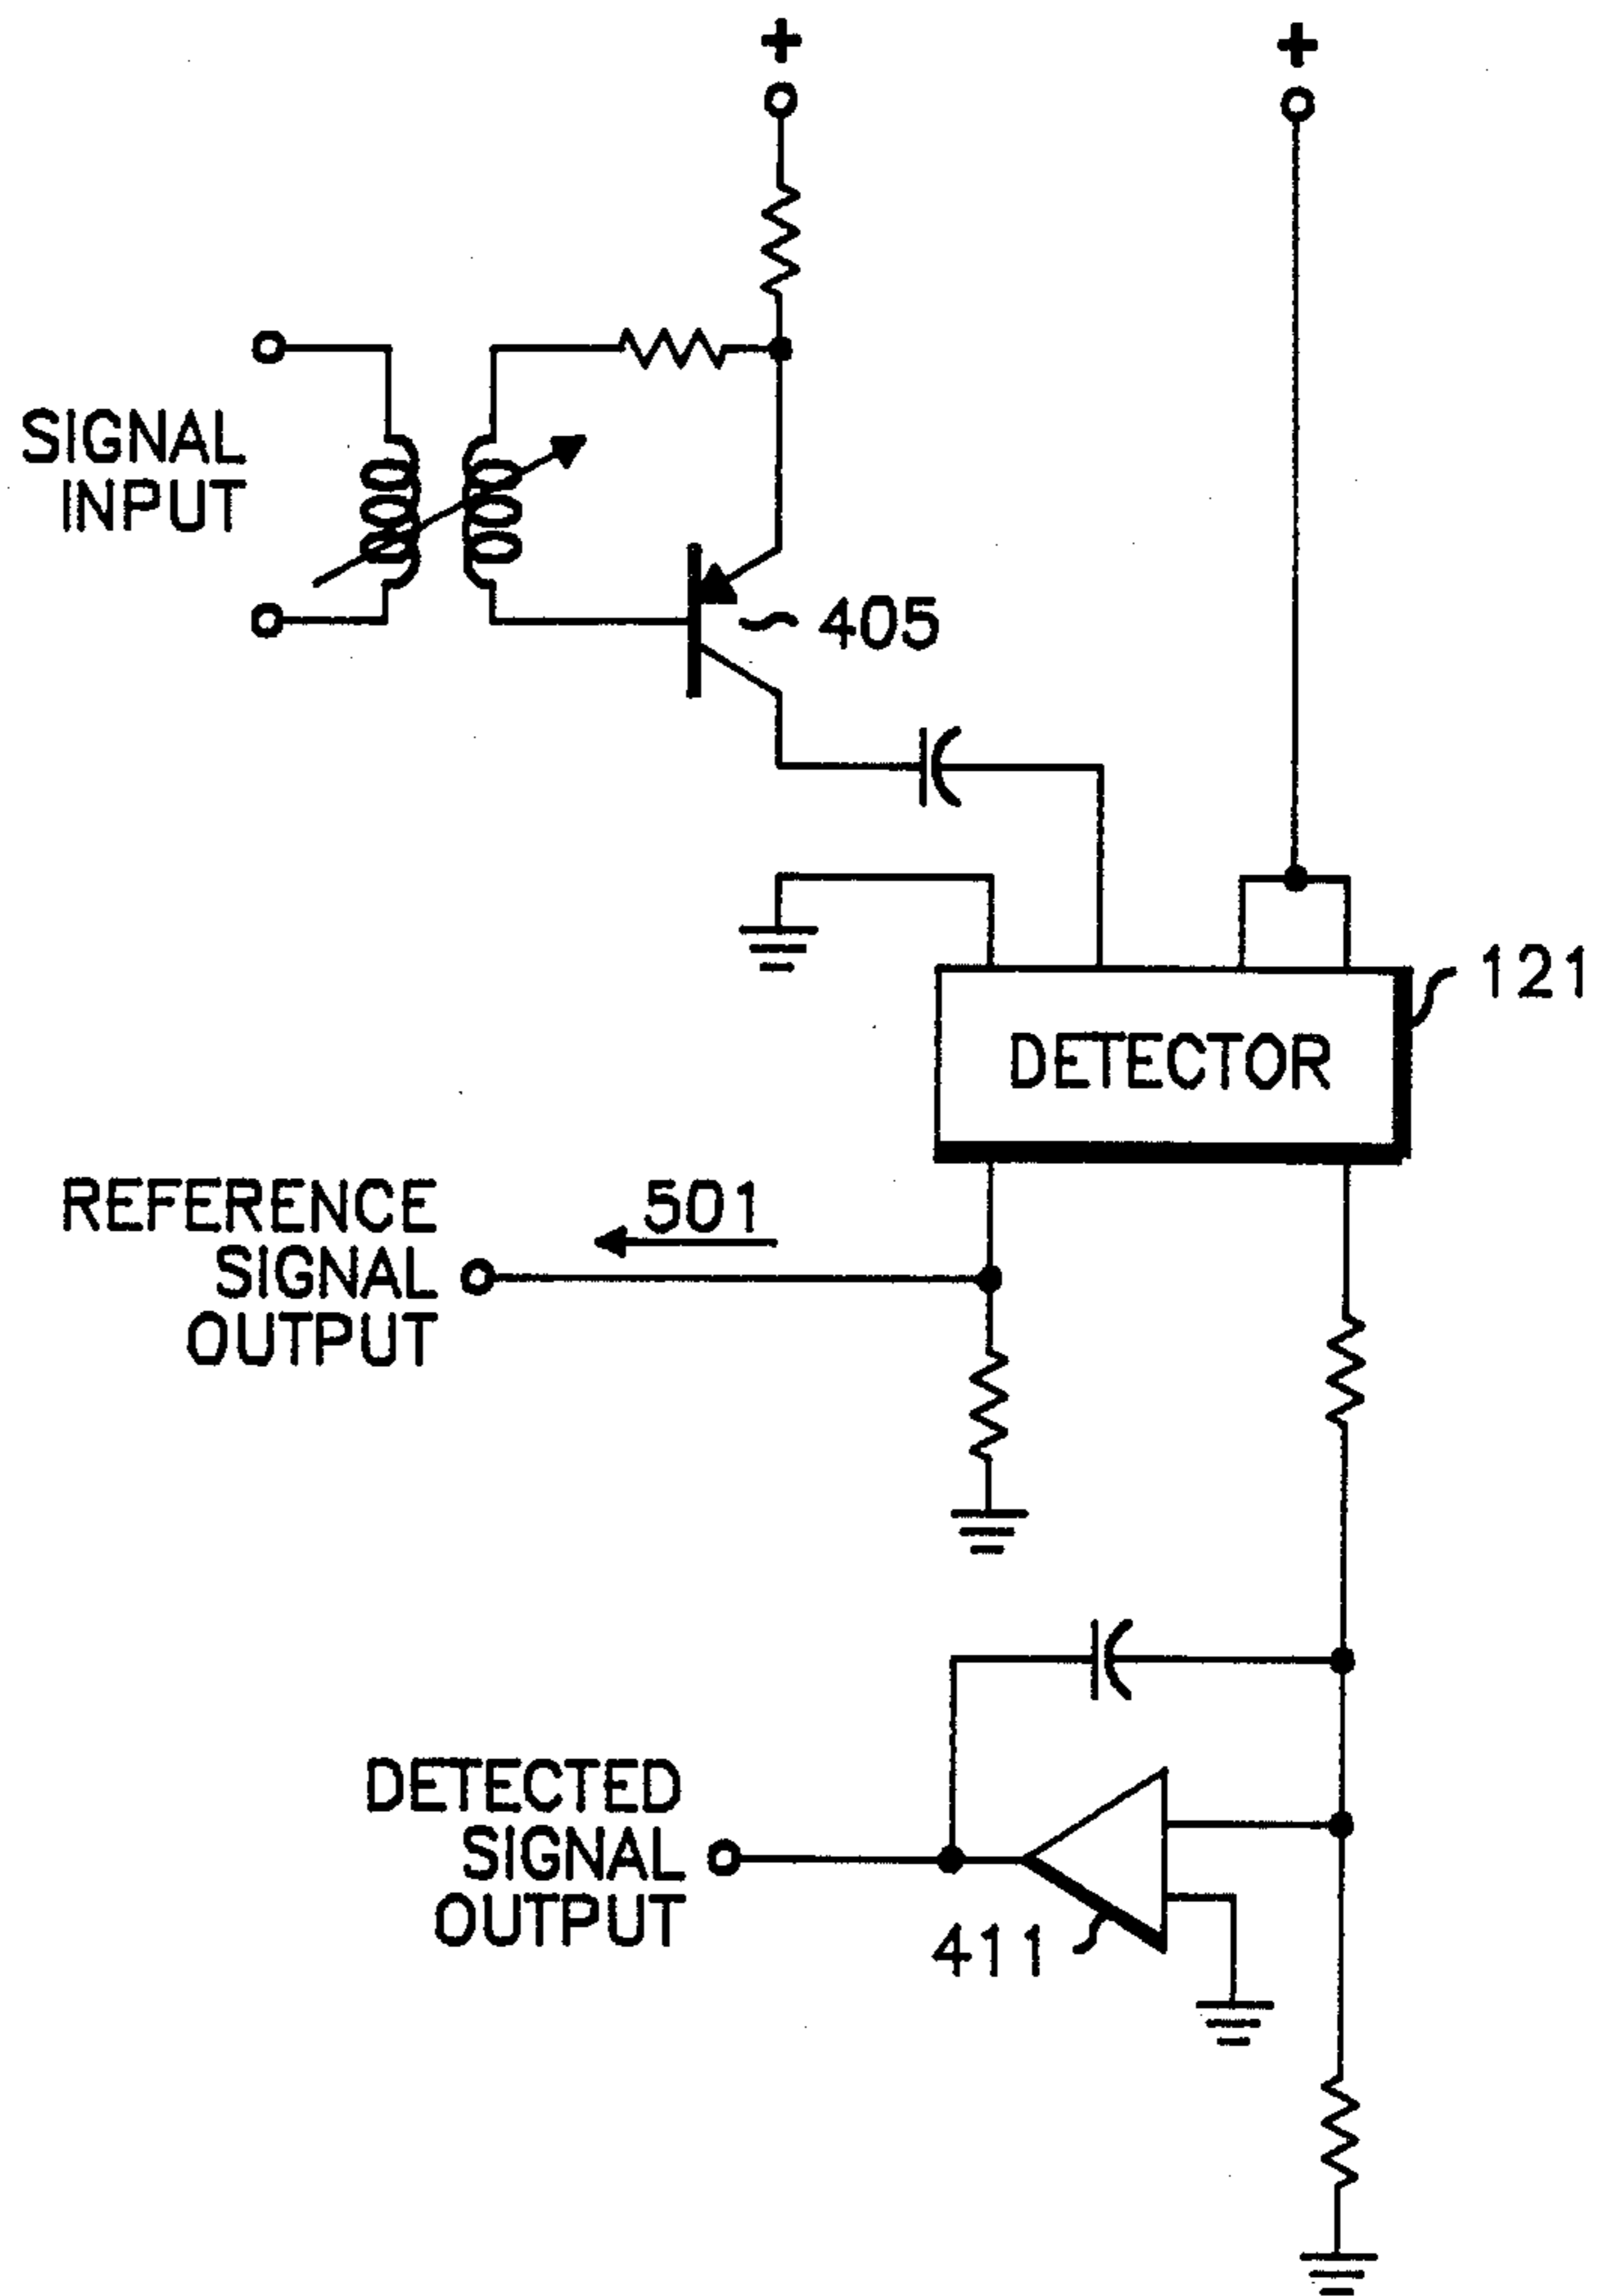 +
+
SIGNAL
INPUT
405
121
DETECTOR
REFERENCE
SIGNAL
OUTPUT
501
DETECTED
SIGNAL
OUTPUT
411